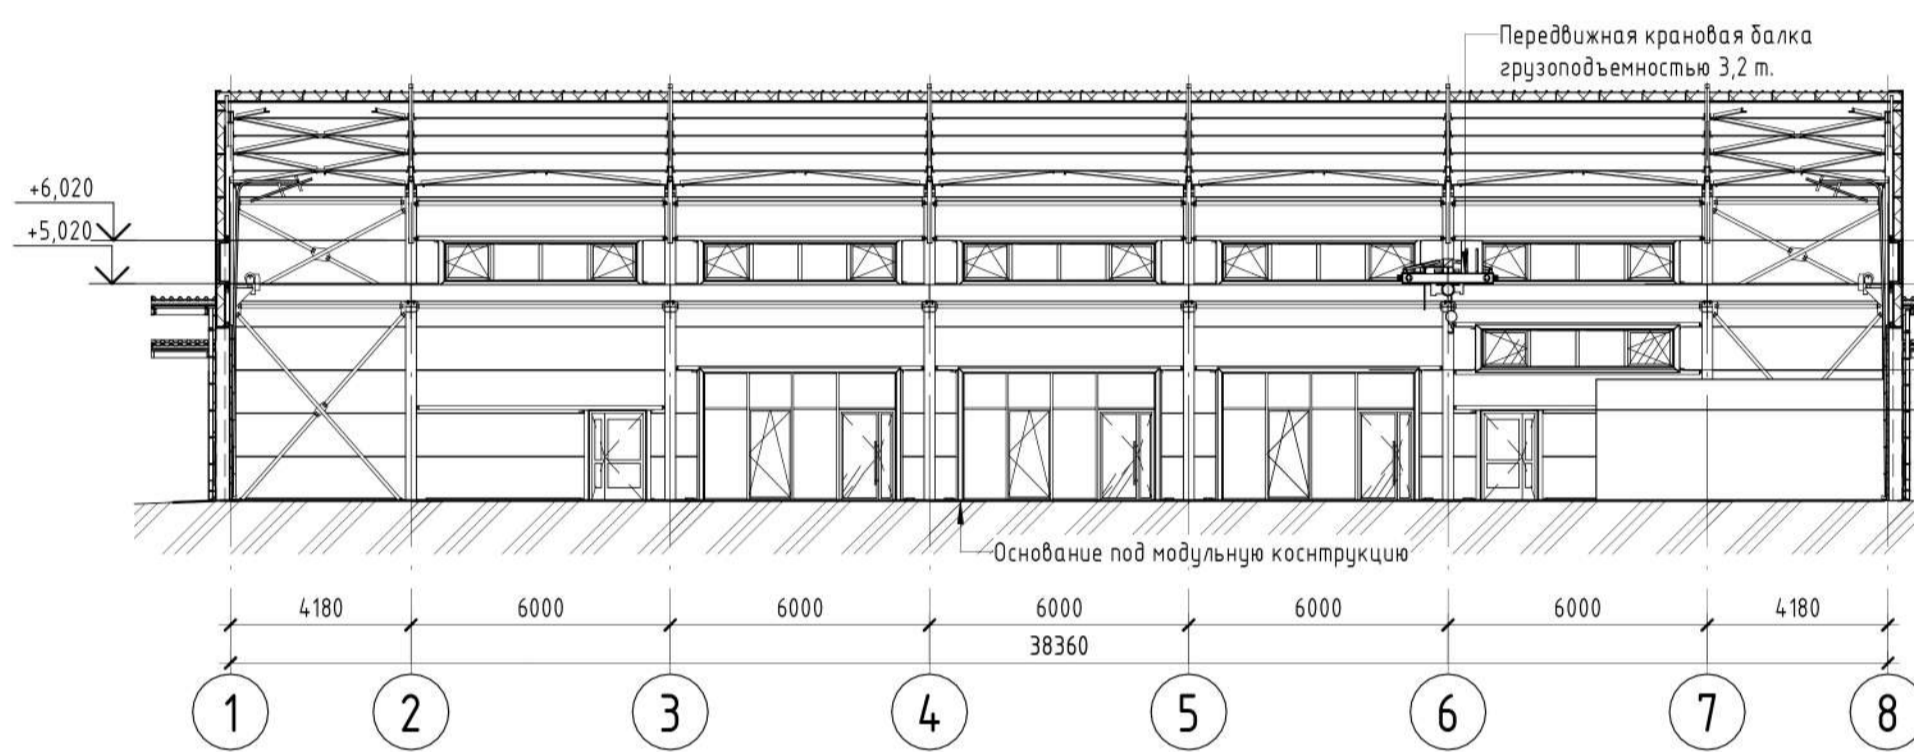 Передвижная крановая балка
грузоподъемностью 3,2 т.
+6,020
+5,020
Основание под модульную коснтрукцию
4180 6000 6000 6000 6000 6000 4180
38360
1 2 3 4 5 6 7 8